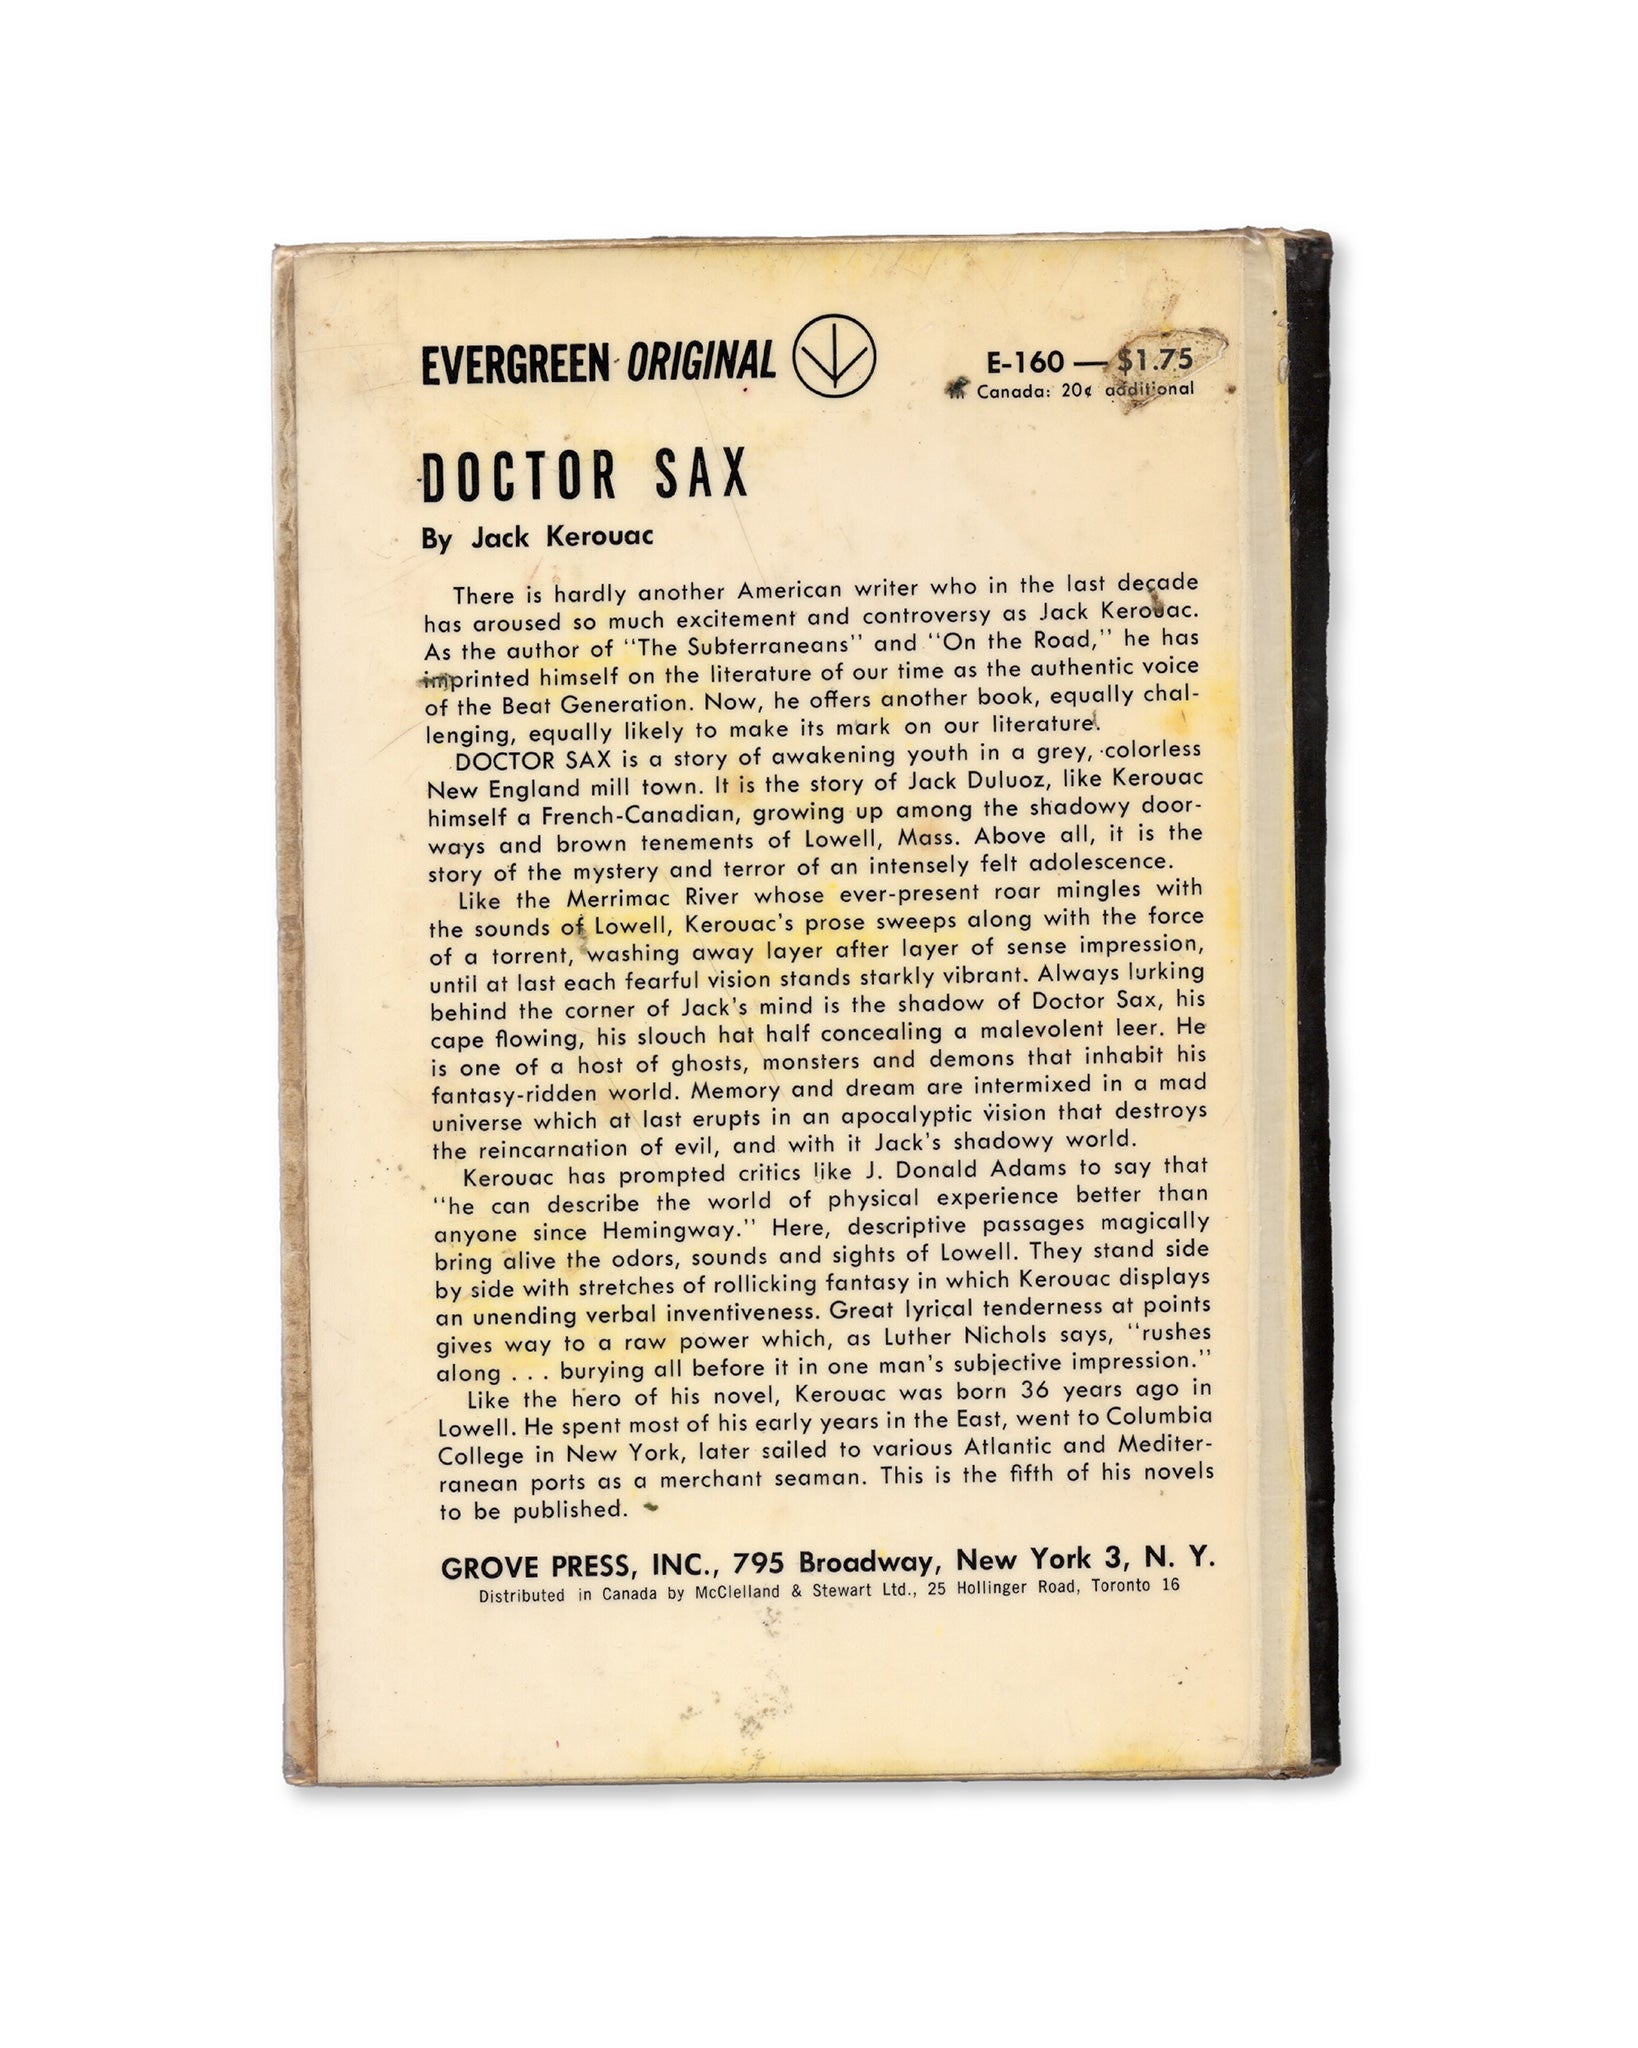 EVERGREEN ORIGINAL
E-160 — $1.75
Canada: 20¢ additional
DOCTOR SAX
By Jack Kerouac
There is hardly another American writer who in the last decade
has aroused so much excitement and controversy as Jack Kerouac.
As the author of "The Subterraneans" and "On the Road," he has
imprinted himself on the literature of our time as the authentic voice
of the Beat Generation. Now, he offers another book, equally chal-
lenging, equally likely to make its mark on our literature.
DOCTOR SAX is a story of awakening youth in a grey, colorless
New England mill town. It is the story of Jack Duluoz, like Kerouac
himself a French-Canadian, growing up among the shadowy door-
ways and brown tenements of Lowell, Mass. Above all, it is the
story of the mystery and terror of an intensely felt adolescence.
Like the Merrimac River whose ever-present roar mingles with
the sounds of Lowell, Kerouac's prose sweeps along with the force
of a torrent, washing away layer after layer of sense impression,
until at last each fearful vision stands starkly vibrant. Always lurking
behind the corner of Jack's mind is the shadow of Doctor Sax, his
cape flowing, his slouch hat half concealing a malevolent leer. He
is one of a host of ghosts, monsters and demons that inhabit his
fantasy-ridden world. Memory and dream are intermixed in a mad
universe which at last erupts in an apocalyptic vision that destroys
the reincarnation of evil, and with it Jack's shadowy world.
Kerouac has prompted critics like J. Donald Adams to say that
"he can describe the world of physical experience better than
anyone since Hemingway." Here, descriptive passages magically
bring alive the odors, sounds and sights of Lowell. They stand side
by side with stretches of rollicking fantasy in which Kerouac displays
an unending verbal inventiveness. Great lyrical tenderness at points
gives way to a raw power which, as Luther Nichols says, "rushes
along . . . burying all before it in one man's subjective impression."
Like the hero of his novel, Kerouac was born 36 years ago in
Lowell. He spent most of his early years in the East, went to Columbia
College in New York, later sailed to various Atlantic and Mediter-
ranean ports as a merchant seaman. This is the fifth of his novels
to be published.
GROVE PRESS, INC., 795 Broadway, New York 3, N. Y.
Distributed in Canada by McClelland & Stewart Ltd., 25 Hollinger Road, Toronto 16